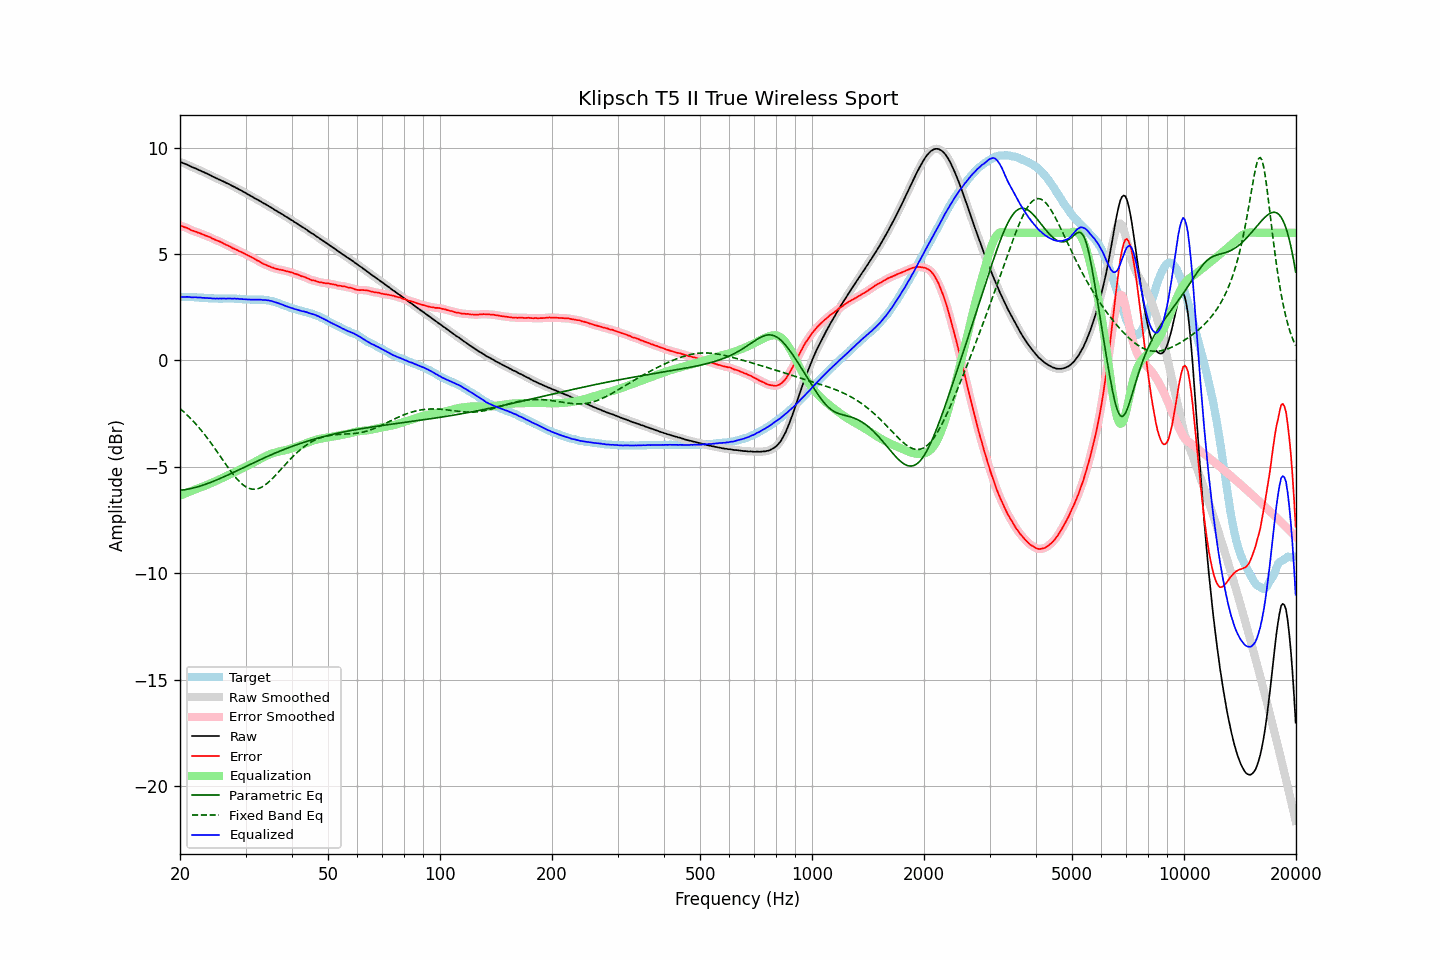 Klipsch T5 II True Wireless Sport
Amplitude (dBr)
10
5
0
−5
−10
−15
−20
Target
Raw Smoothed
Error Smoothed
Raw
Error
Equalization
Parametric Eq
Fixed Band Eq
Equalized
20 50 100 200 500 1000 2000 5000 10000 20000
Frequency (Hz)